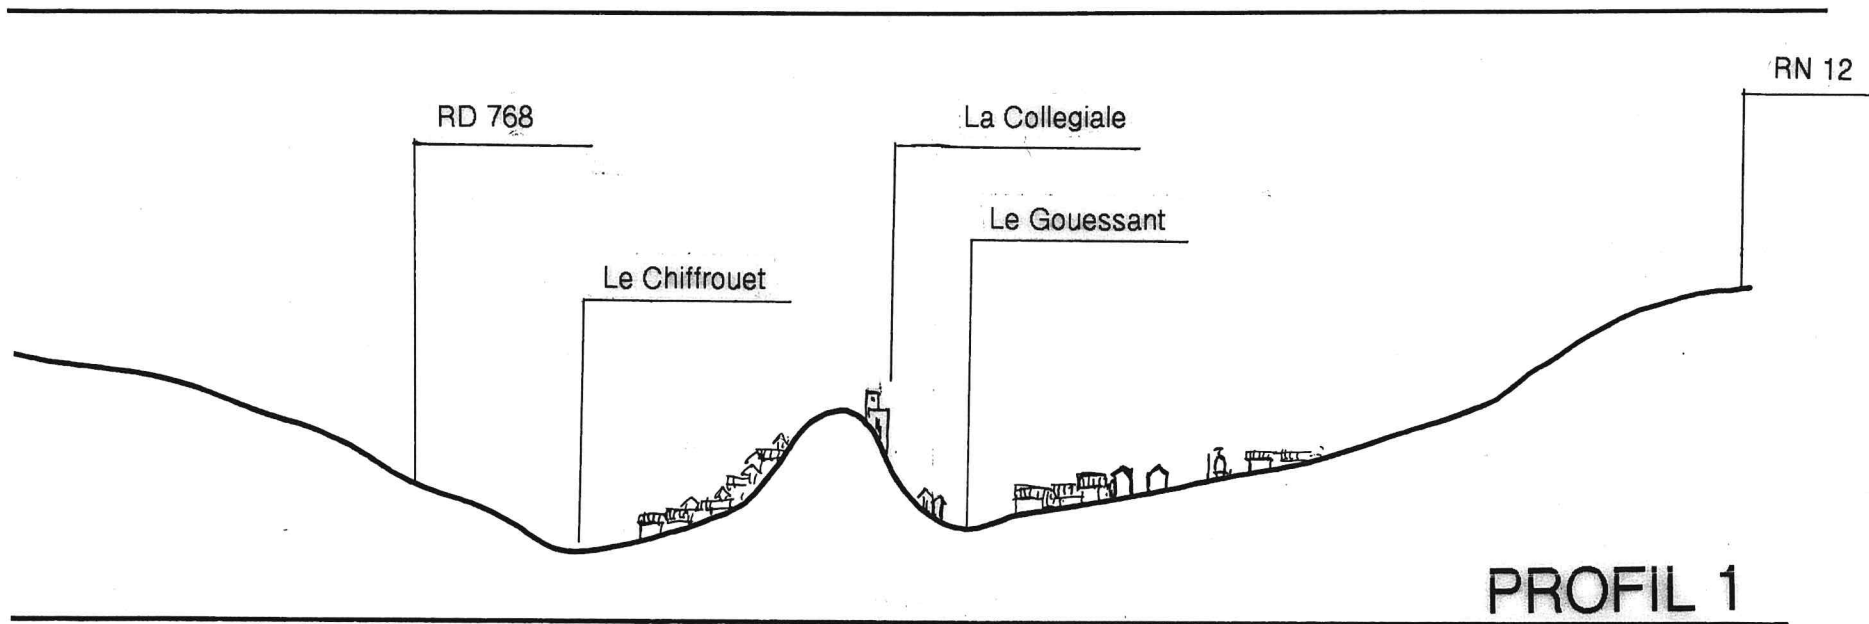 RN 12
RD 768
La Collegiale
Le Gouessant
Le Chiffrouet
PROFIL 1